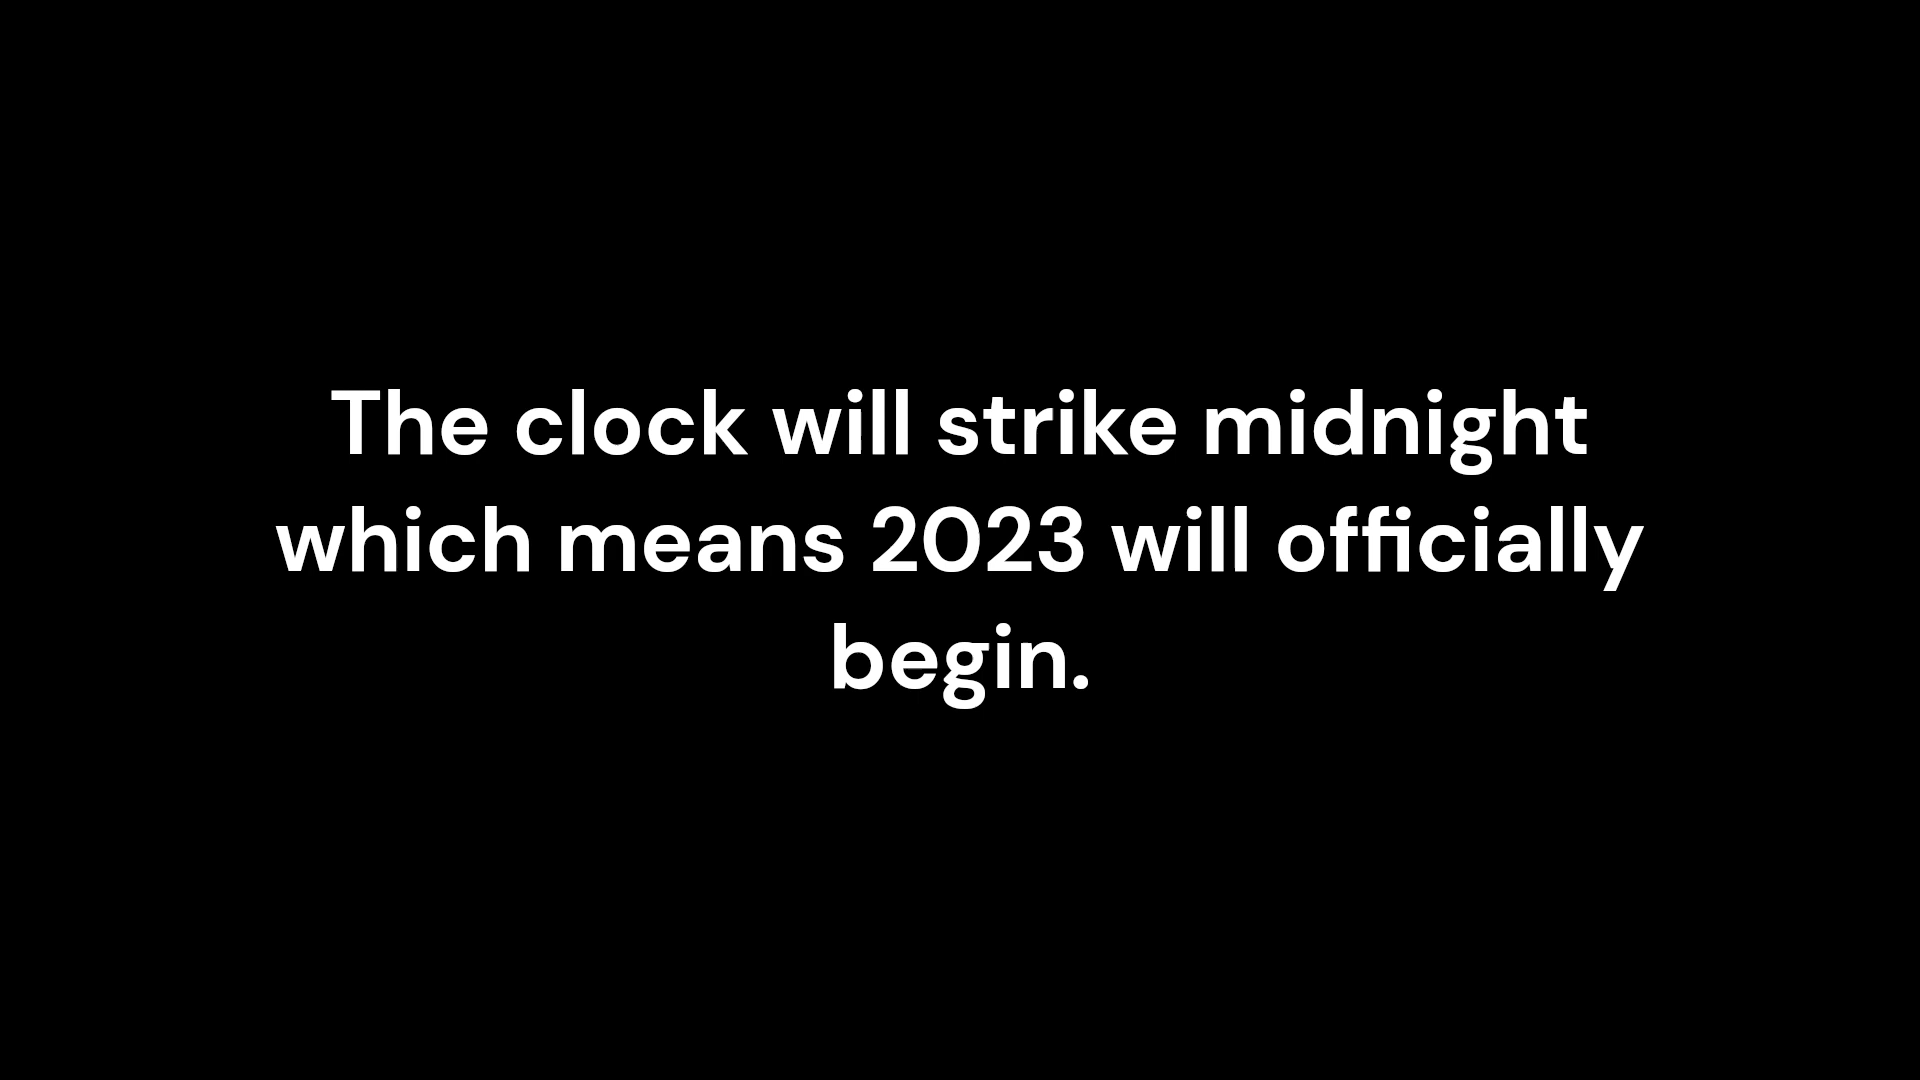 The clock will strike midnight
which means 2023 will officially
begin.